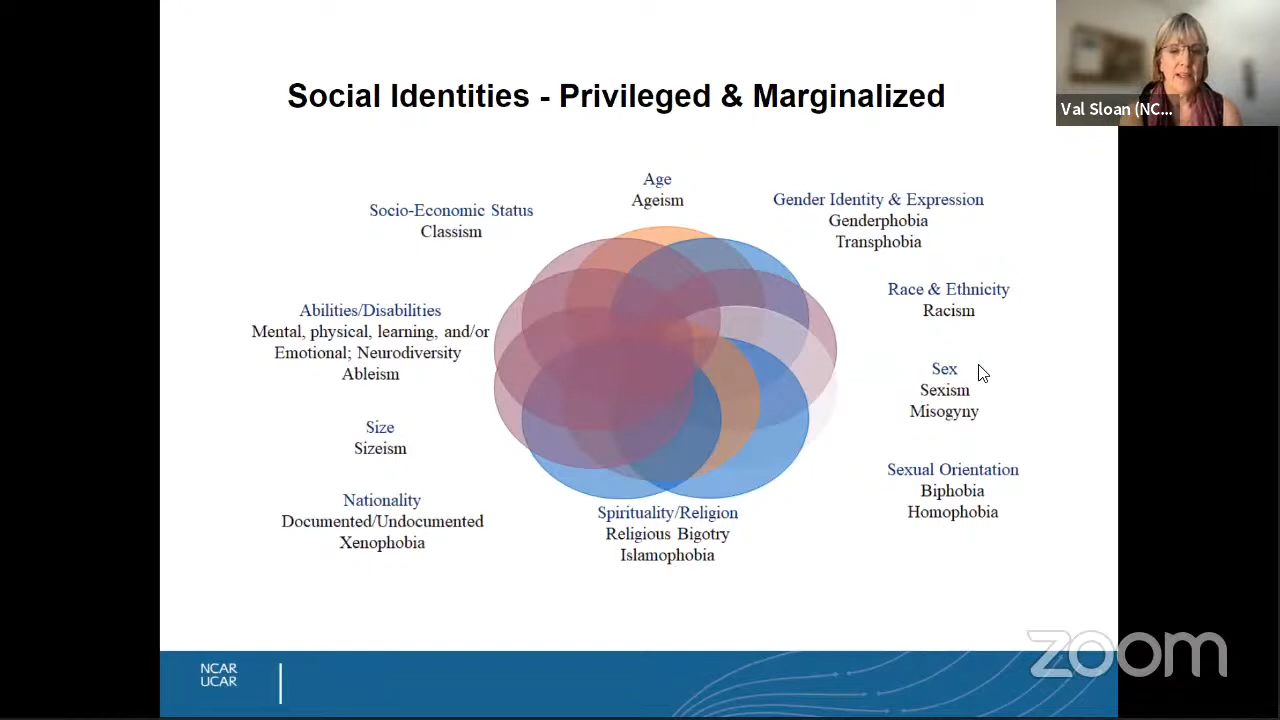 Social Identities - Privileged & Marginalized
Val Sloan (NC...
Age
Ageism
Socio-Economic Status
Classism
Gender Identity & Expression
Genderphobia
Transphobia
Race & Ethnicity
Racism
Abilities/Disabilities
Mental, physical, learning, and/or
Emotional; Neurodiversity
Ableism
Sex
Sexism
Misogyny
Size
Sizeism
Sexual Orientation
Biphobia
Homophobia
Nationality
Documented/Undocumented
Xenophobia
Spirituality/Religion
Religious Bigotry
Islamophobia
NCAR
UCAR
zoom